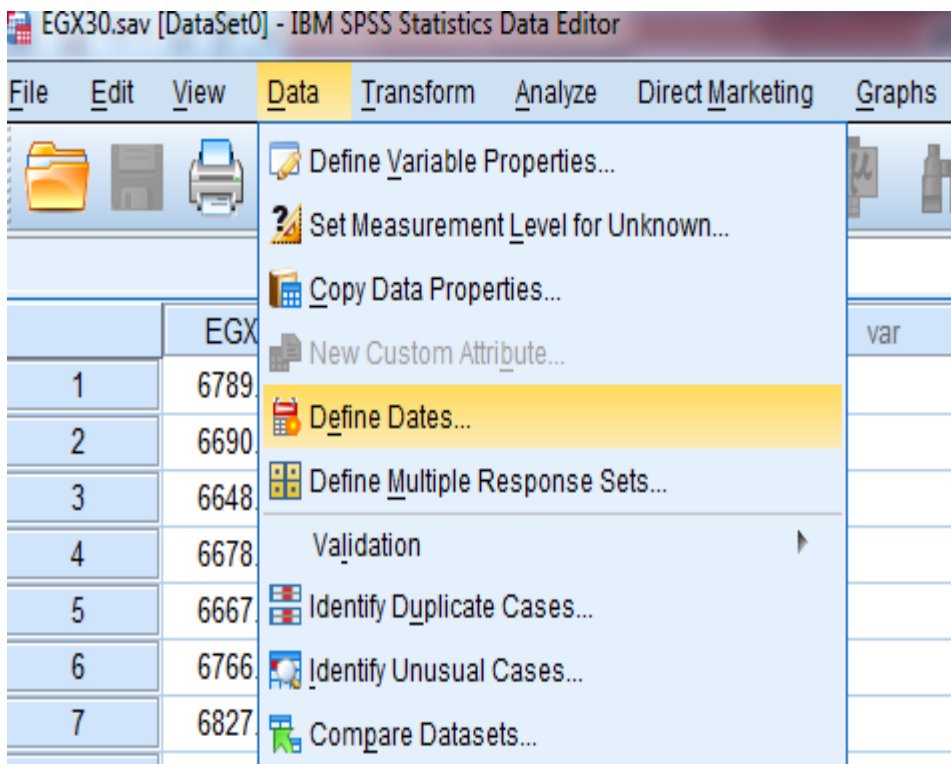 EGX30.sav [DataSet0] - IBM SPSS Statistics Data Editor
File Edit View Data Transform Analyze Direct Marketing Graphs
Define Variable Properties...
Set Measurement Level for Unknown...
Copy Data Properties...
New Custom Attribute...
Define Dates...
Define Multiple Response Sets...
Validation
Identify Duplicate Cases...
Identify Unusual Cases...
Compare Datasets...
EGX var
1 6789.
2 6690.
3 6648.
4 6678.
5 6667.
6 6766.
7 6827.